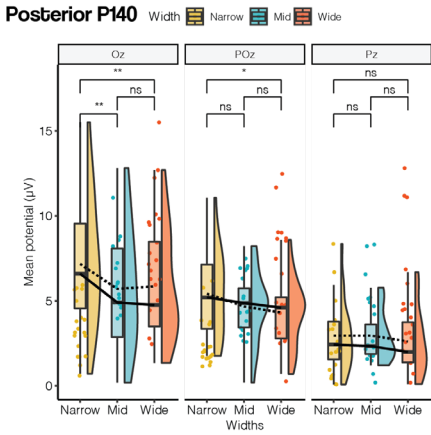 Posterior P140 Width Narrow Mid Wide
Oz POz Pz
** * ns
ns ns ns
** ns ns
15
10
5
0
Mean potential (µV)
Narrow Mid Wide Narrow Mid Wide Narrow Mid Wide
Widths